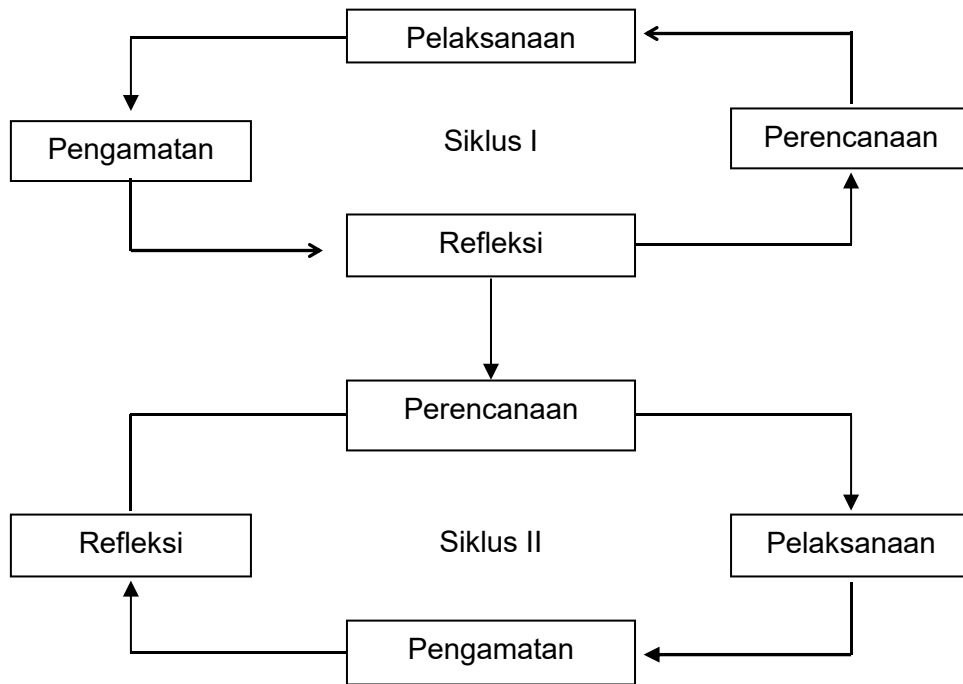 Pelaksanaan
Pengamatan
Siklus I
Perencanaan
Refleksi
Perencanaan
Refleksi
Siklus II
Pelaksanaan
Pengamatan